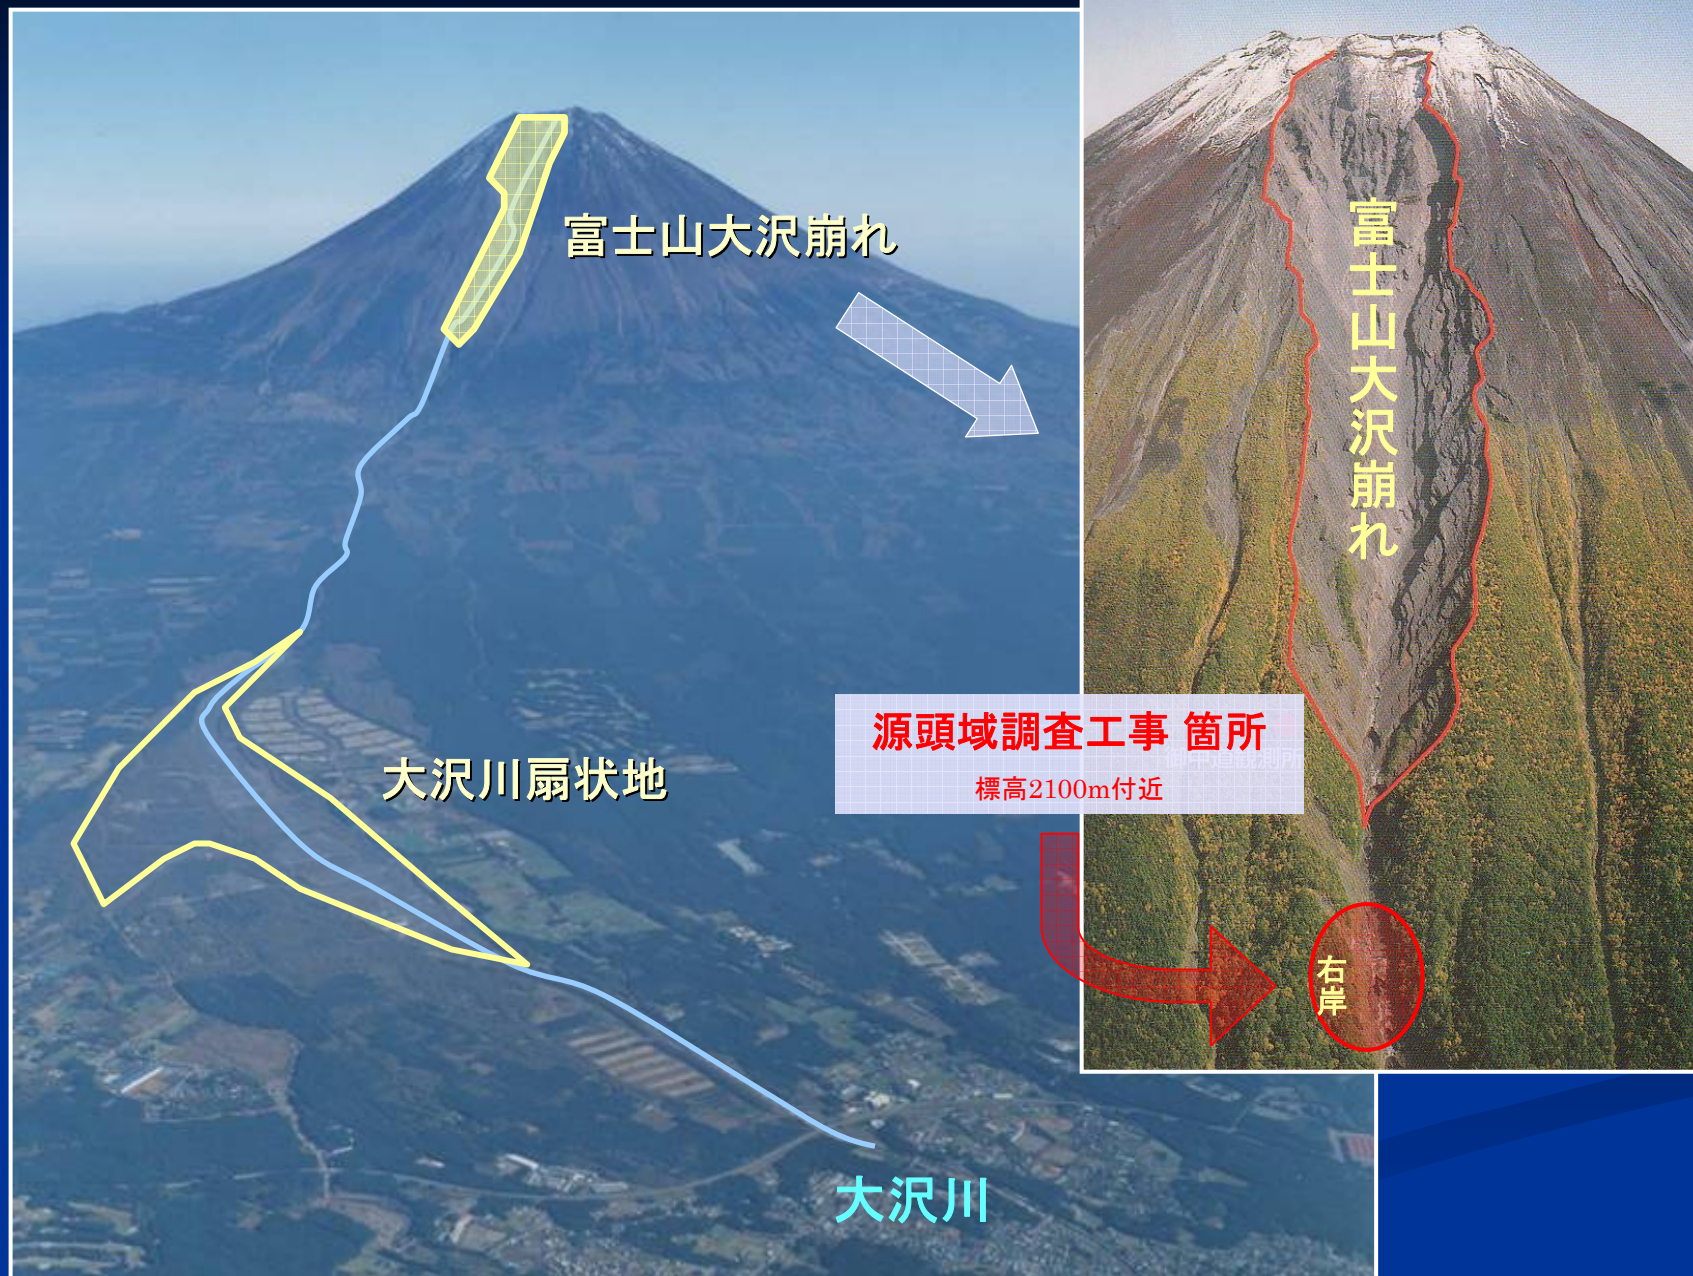 富士山大沢崩れ
富士山大沢崩れ
源頭域調査工事 箇所
標高2100m付近
大沢川扇状地
右岸
大沢川